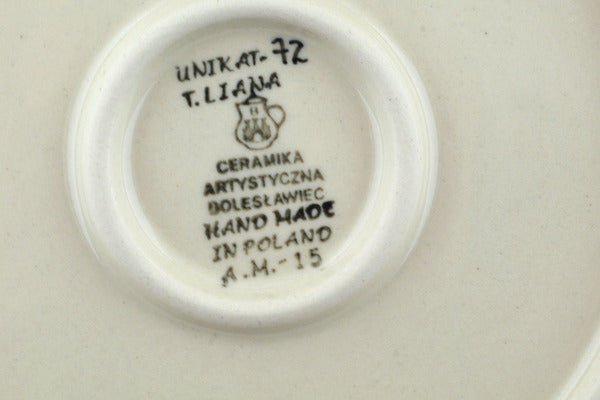 UNIKAT-72
T. LIANA
H
CERAMIKA
ARTYSTYCZNA
BOLESŁAWIEC
HAND MADE
IN POLAND
A.M.-15